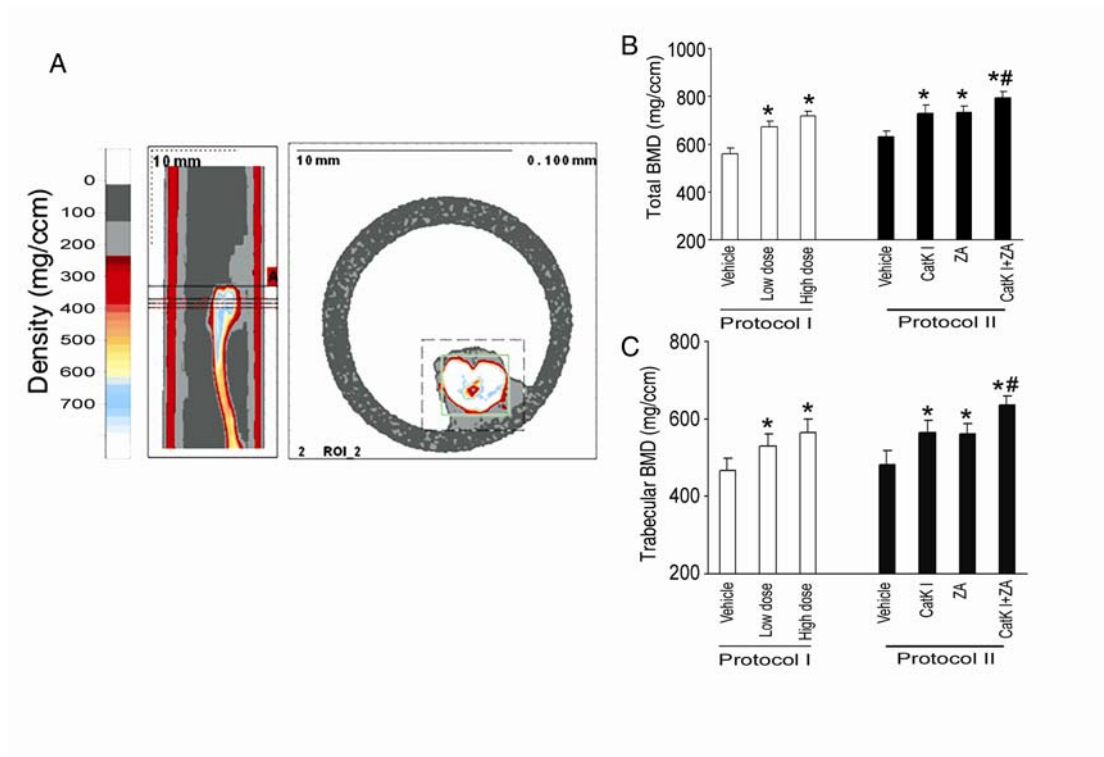 A
Density (mg/ccm)
0
100
200
300
400
500
600
700
10 mm
A
10 mm 0.100 mm
2 ROI_2
B
Total BMD (mg/ccm)
1000
800
600
400
200
* * * * *#
Vehicle Low dose High dose Vehicle CatK I ZA CatK I+ZA
Protocol I Protocol II
C
Trabecular BMD (mg/ccm)
800
600
400
200
* * * * *#
Vehicle Low dose High dose Vehicle CatK I ZA CatK I+ZA
Protocol I Protocol II